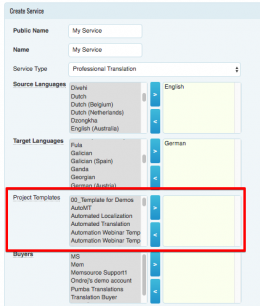 Create Service
Public Name My Service
Name My Service
Service Type Professional Translation
Source Languages
Divehi
Dutch
Dutch (Belgium)
Dutch (Netherlands)
Dzongkha
English (Australia)
>
<
English
Target Languages
Fula
Galician
Galician (Spain)
Ganda
Georgian
German (Austria)
>
<
German
Project Templates
00_Template for Demos
AutoMT
Automated Localization
Automated Translation
Automation Webinar Temp
Automation Webinar Temp
>
<
Buyers
MS
Mem
Momsource Support1
Ondrej's demo account
Pumba Translations
Translation Buyer
>
<